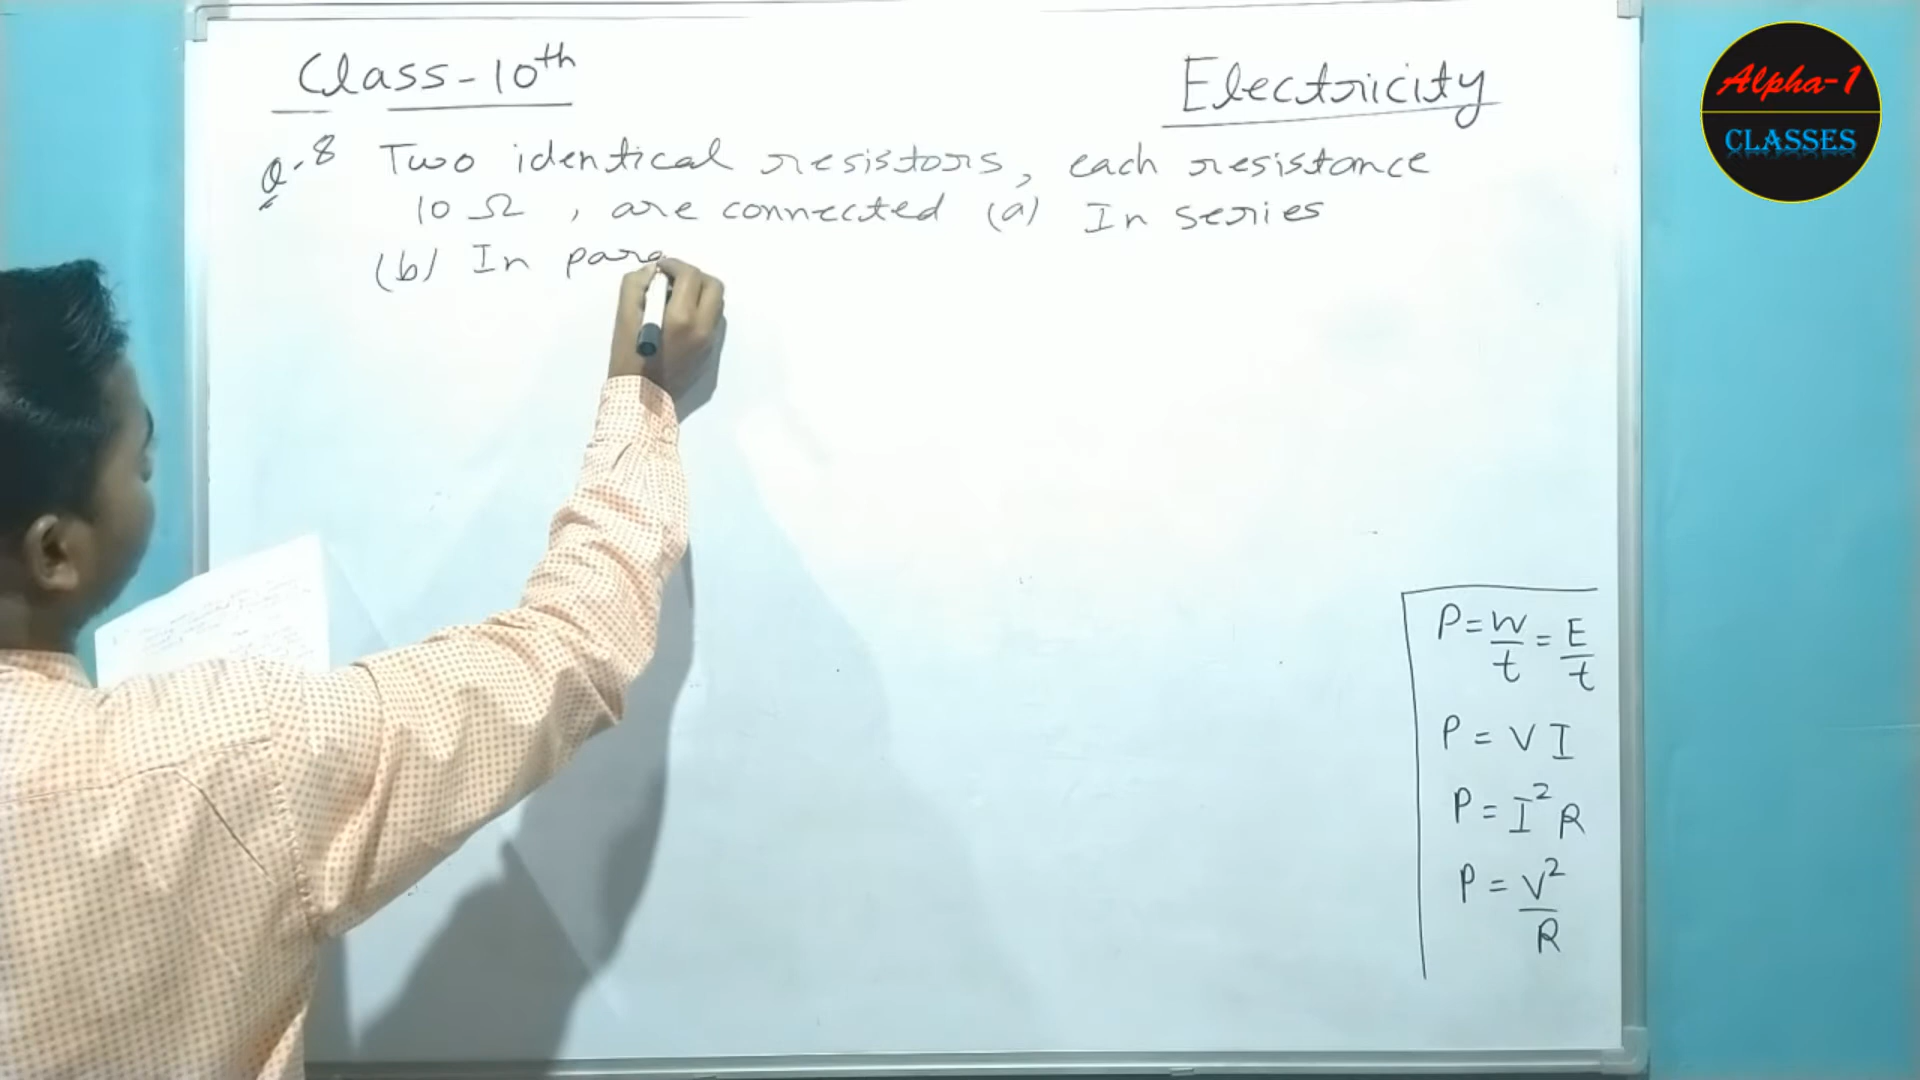 Class-10th
Electricity
Alpha-1
CLASSES
Q.8 Two identical resistors, each resistance
10 Ω, are connected (a) In series
(b) In para
P = W/t = E/t
P = VI
P = I²R
P = V²/R